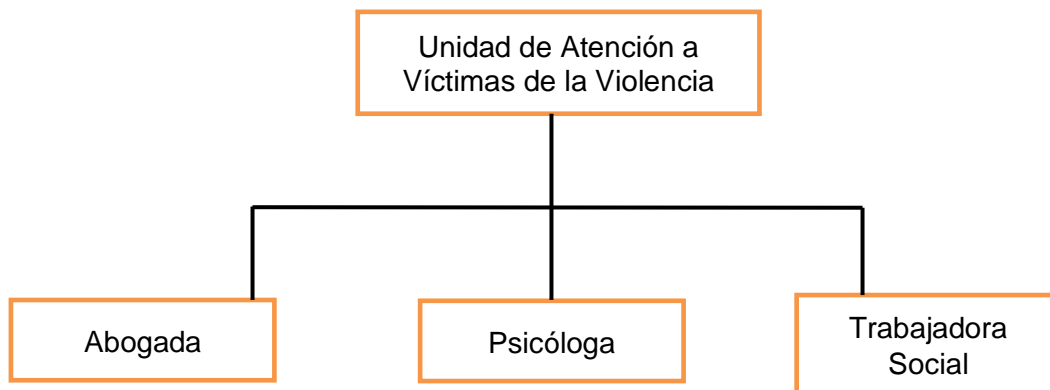 Unidad de Atención a
Víctimas de la Violencia
Abogada
Psicóloga
Trabajadora
Social